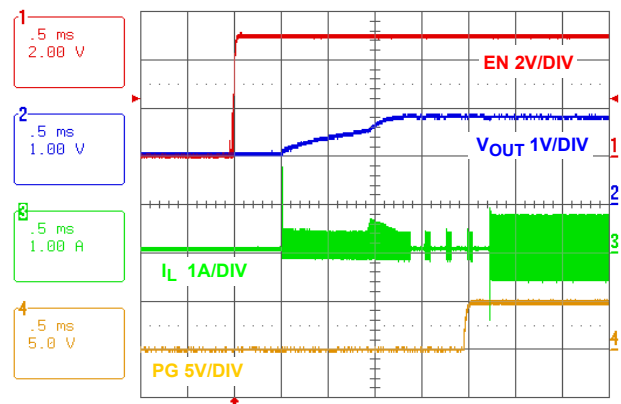 1
.5 ms
2.00 V
2
.5 ms
1.00 V
3
.5 ms
1.00 A
4
.5 ms
5.0 V
EN 2V/DIV
1
VOUT 1V/DIV
2
3
IL 1A/DIV
4
PG 5V/DIV